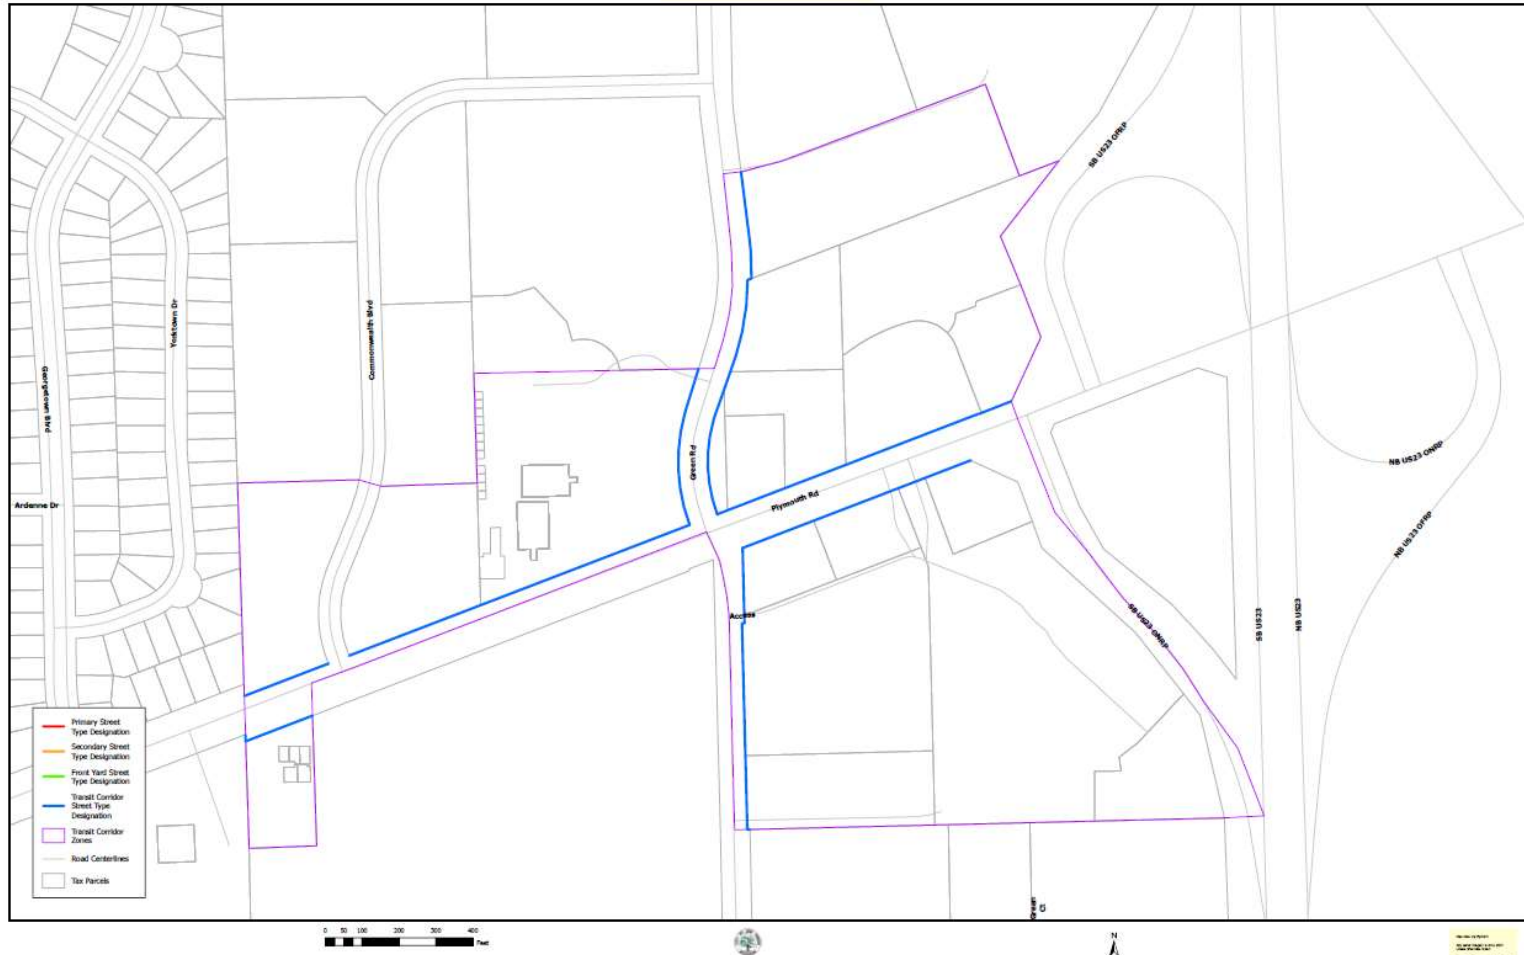 SB US23 OFRP
Yorktown Dr
Commonwealth Blvd
Georgetown Blvd
Green Rd
Plymouth Rd
NB US23 ONRP
Ardenne Dr
NB US23 OFRP
Access
SB US23 ONRP
SB US23
NB US23
Primary Street
Type Designation
Secondary Street
Type Designation
Front Yard Street
Type Designation
Transit Corridor
Street Type
Designation
Transit Corridor
Zones
Road Centerlines
Tax Parcels
Green
Ct
0 50 100 200 300 400
Feet
N